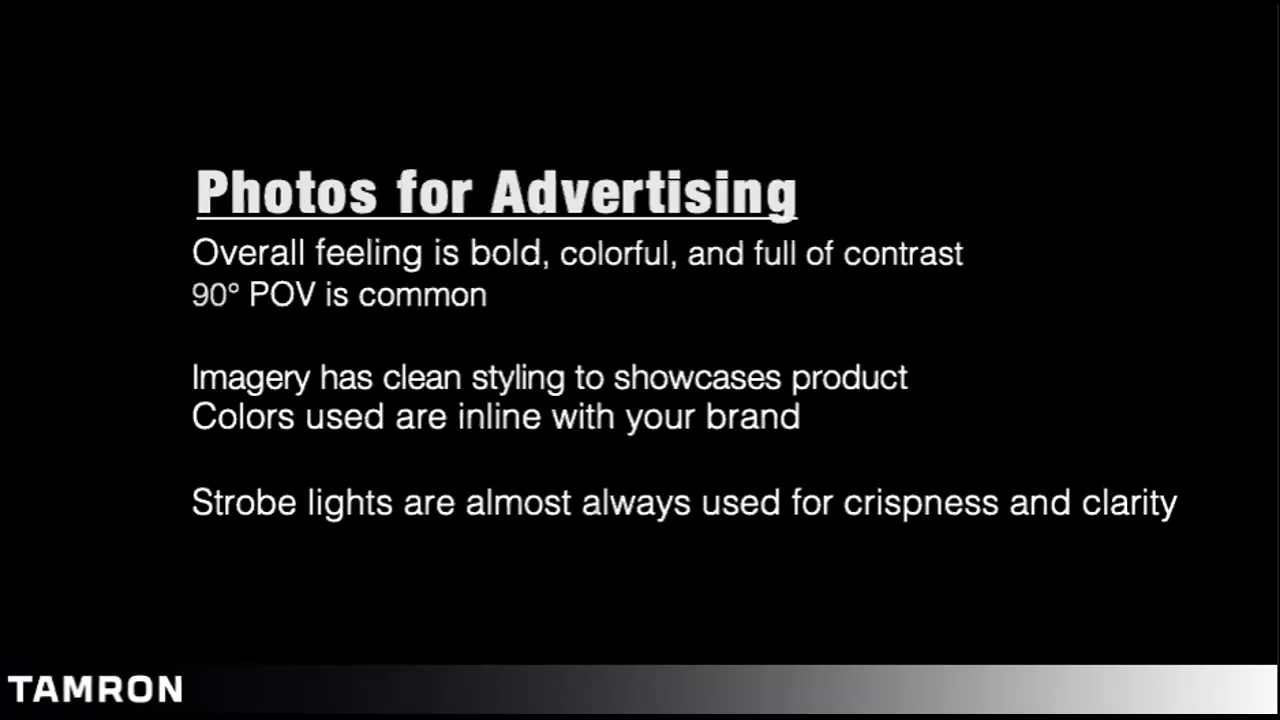 Photos for Advertising
Overall feeling is bold, colorful, and full of contrast
90° POV is common
Imagery has clean styling to showcases product
Colors used are inline with your brand
Strobe lights are almost always used for crispness and clarity
TAMRON